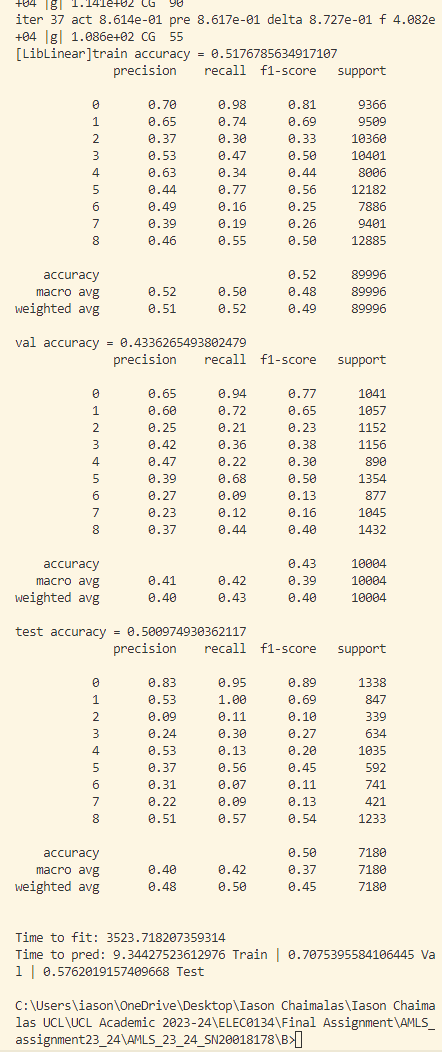 +04 |g| 1.141e+02 CG  90
iter 37 act 8.614e-01 pre 8.617e-01 delta 8.727e-01 f 4.082e
+04 |g| 1.086e+02 CG  55
[LibLinear]train accuracy = 0.5176785634917107
precision recall f1-score support
0 0.70 0.98 0.81 9366
1 0.65 0.74 0.69 9509
2 0.37 0.30 0.33 10360
3 0.53 0.47 0.50 10401
4 0.63 0.34 0.44 8006
5 0.44 0.77 0.56 12182
6 0.49 0.16 0.25 7886
7 0.39 0.19 0.26 9401
8 0.46 0.55 0.50 12885
accuracy 0.52 89996
macro avg 0.52 0.50 0.48 89996
weighted avg 0.51 0.52 0.49 89996
val accuracy = 0.4336265493802479
precision recall f1-score support
0 0.65 0.94 0.77 1041
1 0.60 0.72 0.65 1057
2 0.25 0.21 0.23 1152
3 0.42 0.36 0.38 1156
4 0.47 0.22 0.30 890
5 0.39 0.68 0.50 1354
6 0.27 0.09 0.13 877
7 0.23 0.12 0.16 1045
8 0.37 0.44 0.40 1432
accuracy 0.43 10004
macro avg 0.41 0.42 0.39 10004
weighted avg 0.40 0.43 0.40 10004
test accuracy = 0.500974930362117
precision recall f1-score support
0 0.83 0.95 0.89 1338
1 0.53 1.00 0.69 847
2 0.09 0.11 0.10 339
3 0.24 0.30 0.27 634
4 0.53 0.13 0.20 1035
5 0.37 0.56 0.45 592
6 0.31 0.07 0.11 741
7 0.22 0.09 0.13 421
8 0.51 0.57 0.54 1233
accuracy 0.50 7180
macro avg 0.40 0.42 0.37 7180
weighted avg 0.48 0.50 0.45 7180
Time to fit: 3523.718207359314
Time to pred: 9.34427523612976 Train | 0.7075395584106445 Va
l | 0.5762019157409668 Test
C:\Users\iason\OneDrive\Desktop\Iason Chaimalas\Iason Chaima
las UCL\UCL Academic 2023-24\ELEC0134\Final Assignment\AMLS_
assignment23_24\AMLS_23_24_SN20018178\B>